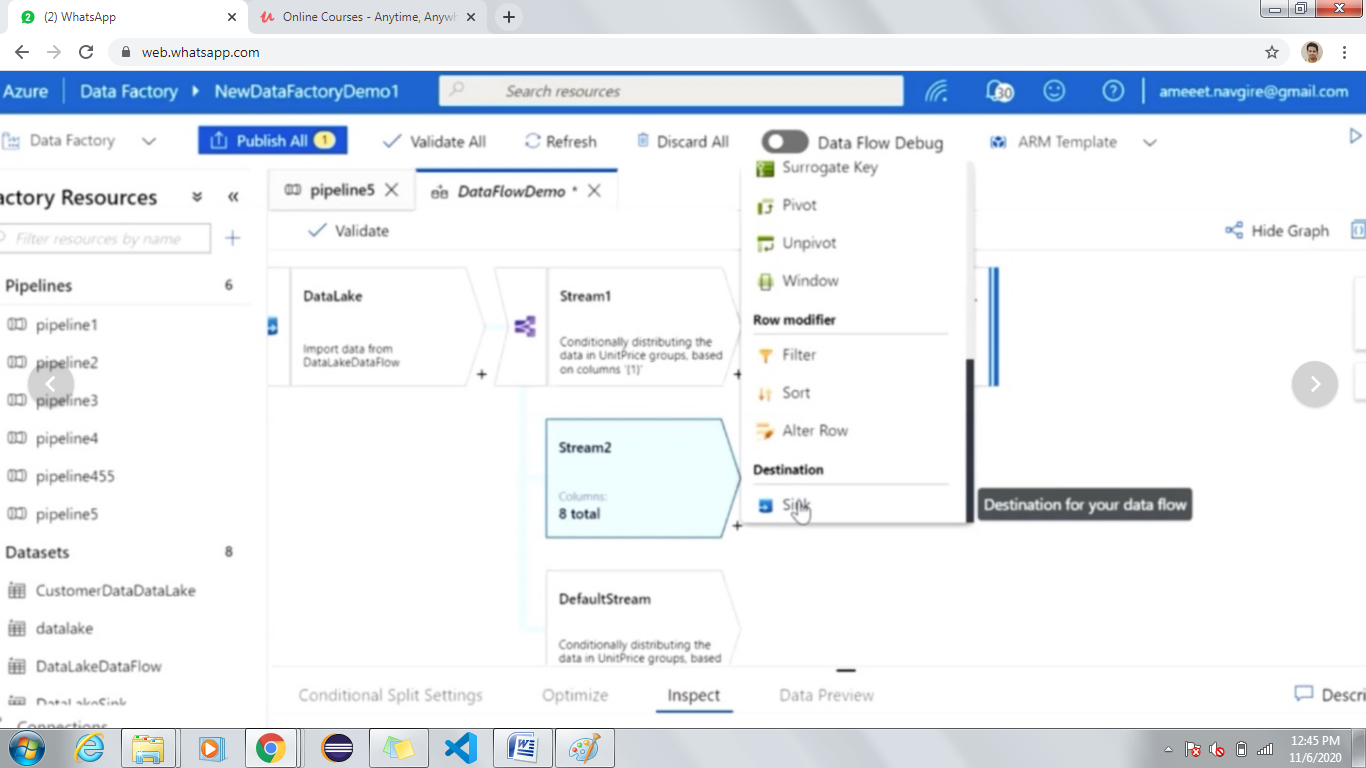 (2) WhatsApp
Online Courses - Anytime, Anywh
web.whatsapp.com
Azure Data Factory NewDataFactoryDemo1 Search resources 30 ameeet.navgire@gmail.com
Data Factory Publish All 1 Validate All Refresh Discard All Data Flow Debug ARM Template
actory Resources
Filter resources by name
Pipelines 6
pipeline1
pipeline2
pipeline3
pipeline4
pipeline455
pipeline5
Datasets 8
CustomerDataDataLake
datalake
DataLakeDataFlow
DataLakeSink
Connections
pipeline5 DataFlowDemo *
Validate
Hide Graph
DataLake
Import data from
DataLakeDataFlow
Stream1
Conditionally distributing the
data in UnitPrice groups, based
on columns '{1}'
Stream2
Columns:
8 total
DefaultStream
Conditionally distributing the
data in UnitPrice groups, based
Surrogate Key
Pivot
Unpivot
Window
Row modifier
Filter
Sort
Alter Row
Destination
Sink
Destination for your data flow
Conditional Split Settings Optimize Inspect Data Preview Descri
12:45 PM
11/6/2020